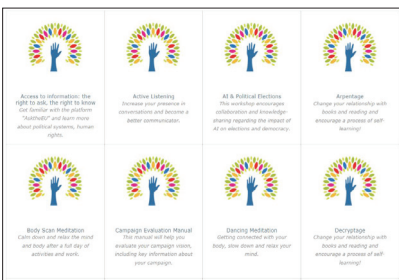 Access to information: the
right to ask, the right to know
Get familiar with the platform
"AsktheEU" and learn more
about political systems, human
rights.
Active Listening
Increase your presence in
conversations and become a
better communicator.
AI & Political Elections
This workshop encourages
collaboration and knowledge-
sharing regarding the impact of
AI on elections and democracy.
Arpentage
Change your relationship with
books and reading and
encourage a process of self-
learning!
Body Scan Meditation
Calm down and relax the mind
and body after a full day of
activities and work.
Campaign Evaluation Manual
This manual will help you
evaluate your campaign vision,
including key information about
your campaign.
Dancing Meditation
Getting connected with your
body, slow down and relax your
mind.
Decryptage
Change your relationship with
books and reading and
encourage a process of self-
learning!